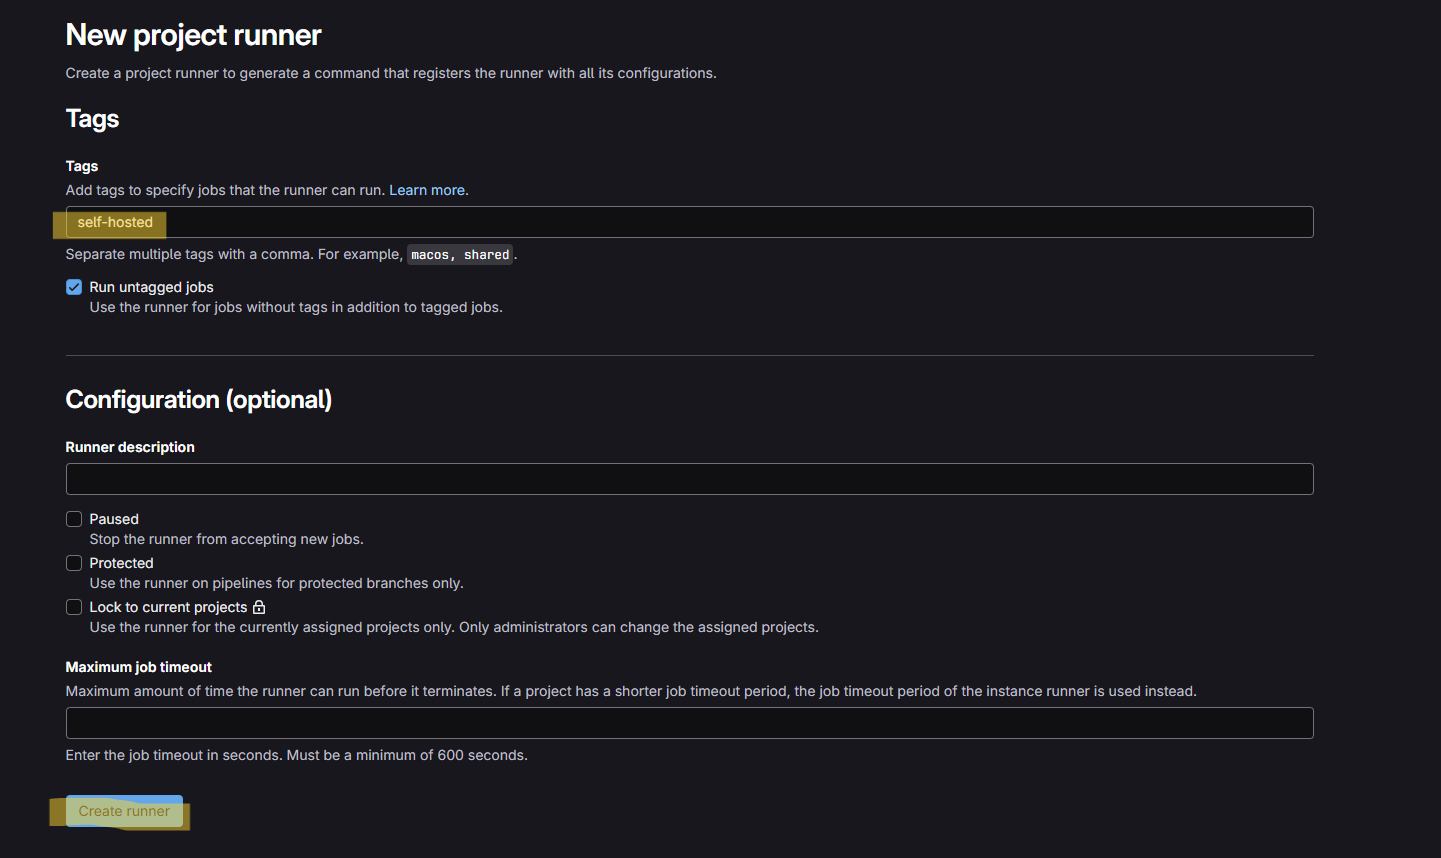 New project runner
Create a project runner to generate a command that registers the runner with all its configurations.
Tags
Tags
Add tags to specify jobs that the runner can run. Learn more.
self-hosted
Separate multiple tags with a comma. For example, macos, shared.
Run untagged jobs
Use the runner for jobs without tags in addition to tagged jobs.
Configuration (optional)
Runner description
Paused
Stop the runner from accepting new jobs.
Protected
Use the runner on pipelines for protected branches only.
Lock to current projects
Use the runner for the currently assigned projects only. Only administrators can change the assigned projects.
Maximum job timeout
Maximum amount of time the runner can run before it terminates. If a project has a shorter job timeout period, the job timeout period of the instance runner is used instead.
Enter the job timeout in seconds. Must be a minimum of 600 seconds.
Create runner